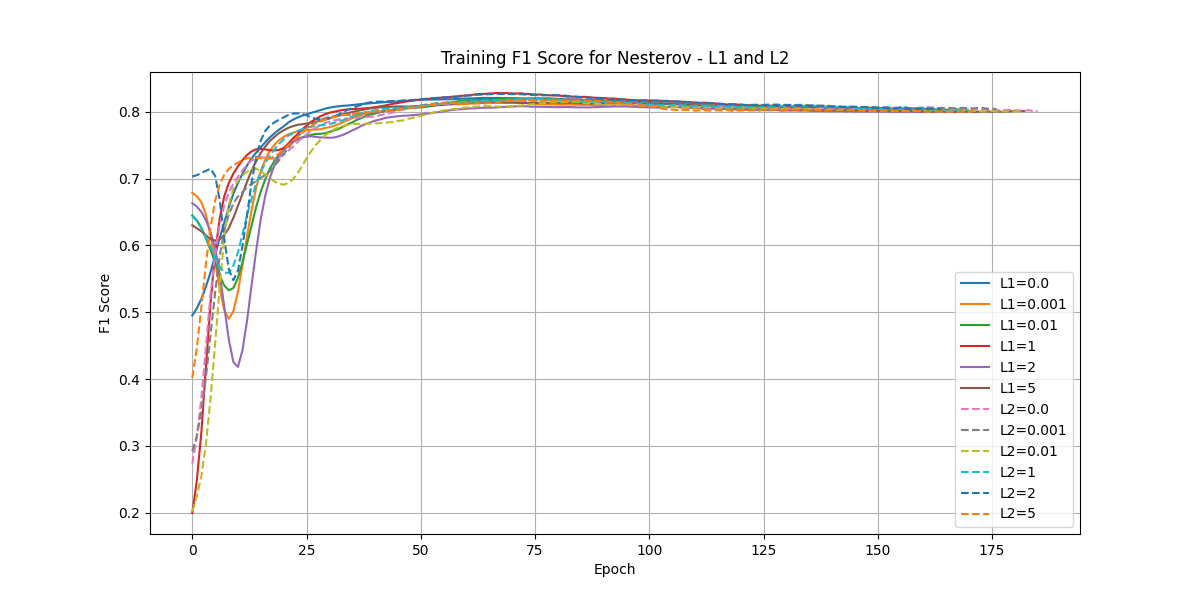 Training F1 Score for Nesterov - L1 and L2
F1 Score
0.8
0.7
0.6
0.5
0.4
0.3
0.2
L1=0.0
L1=0.001
L1=0.01
L1=1
L1=2
L1=5
L2=0.0
L2=0.001
L2=0.01
L2=1
L2=2
L2=5
0 25 50 75 100 125 150 175
Epoch